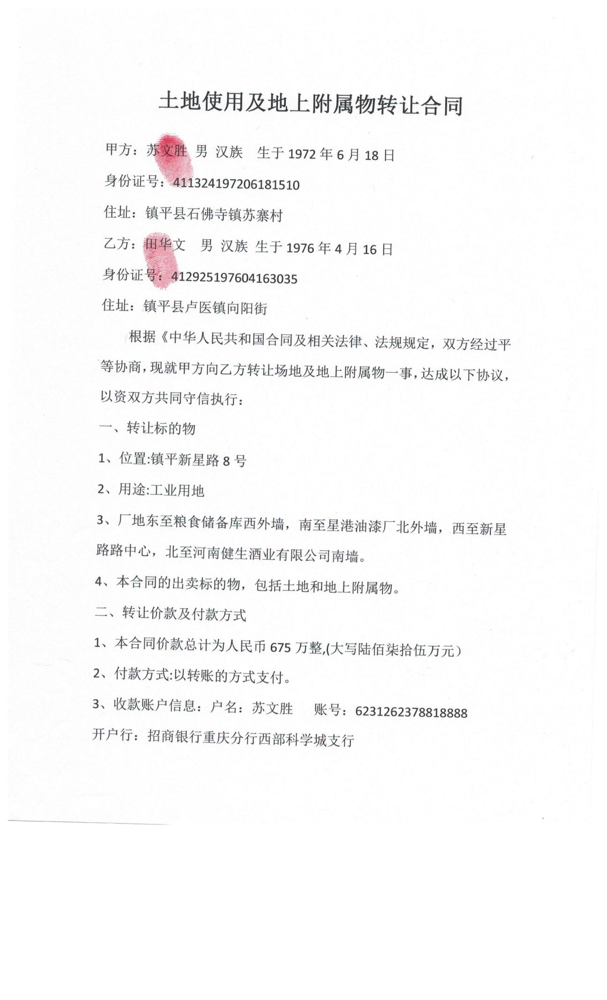 土地使用及地上附属物转让合同
甲方：苏文胜 男 汉族 生于 1972 年 6 月 18 日
身份证号：411324197206181510
住址：镇平县石佛寺镇苏寨村
乙方：田华文 男 汉族 生于 1976 年 4 月 16 日
身份证号：412925197604163035
住址：镇平县卢医镇向阳街
根据《中华人民共和国合同及相关法律、法规规定，双方经过平
等协商，现就甲方向乙方转让场地及地上附属物一事，达成以下协议，
以资双方共同守信执行：
一、转让标的物
1、位置:镇平新星路 8 号
2、用途:工业用地
3、厂地东至粮食储备库西外墙，南至星港油漆厂北外墙，西至新星
路路中心，北至河南健生酒业有限公司南墙。
4、本合同的出卖标的物，包括土地和地上附属物。
二、转让价款及付款方式
1、本合同价款总计为人民币 675 万整,(大写陆佰柒拾伍万元）
2、付款方式:以转账的方式支付。
3、收款账户信息：户名：苏文胜 账号：6231262378818888
开户行：招商银行重庆分行西部科学城支行